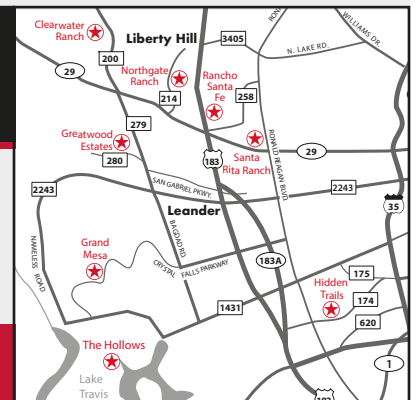 Clearwater
Ranch
Liberty Hill
3405
RON
WILLIAMS DR.
N. LAKE RD.
200
29
Northgate
Ranch
Rancho
Santa
Fe
214
258
279
Greatwood
Estates
280
183
Santa
Rita Ranch
29
RONALD REAGAN BLVD.
2243
SAN GABRIEL PKWY.
2243
35
Leander
NAMELESS ROAD
BAGDAD RD.
Grand
Mesa
CRYSTAL FALLS PARKWAY
183A
175
Hidden
Trails
174
1431
620
The Hollows
1
Lake
Travis
183